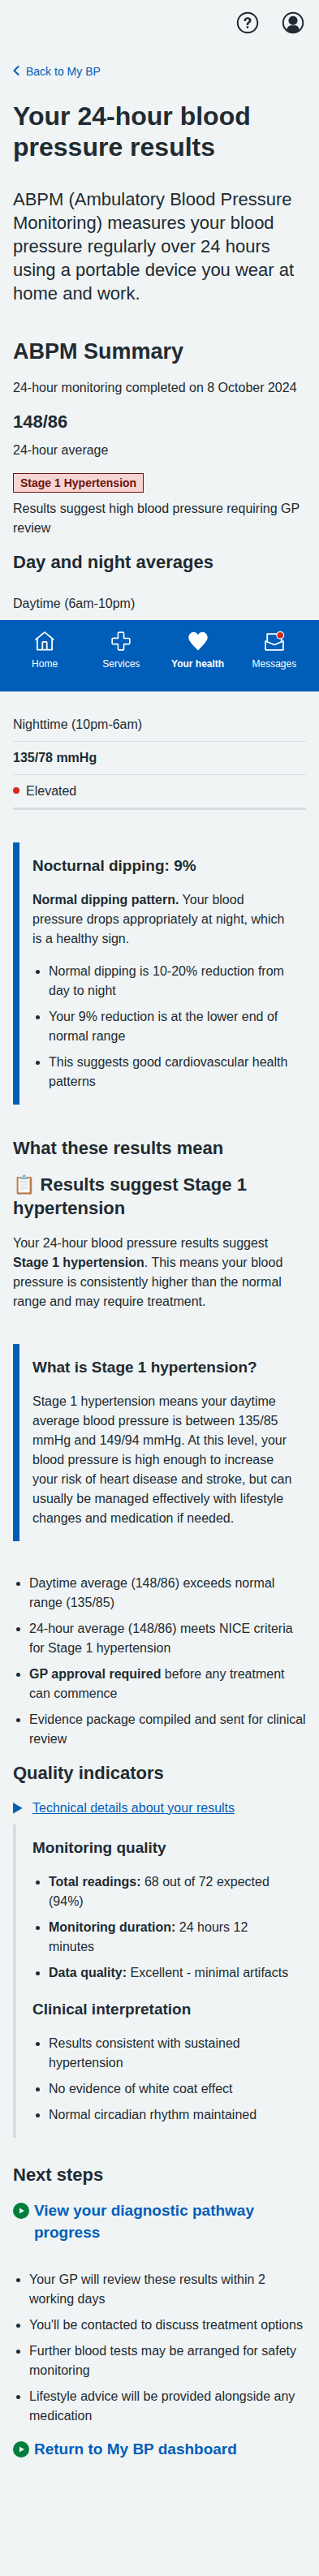 Back to My BP
Your 24-hour blood
pressure results
ABPM (Ambulatory Blood Pressure
Monitoring) measures your blood
pressure regularly over 24 hours
using a portable device you wear at
home and work.
ABPM Summary
24-hour monitoring completed on 8 October 2024
148/86
24-hour average
Stage 1 Hypertension
Results suggest high blood pressure requiring GP
review
Day and night averages
Daytime (6am-10pm)
Home
Services
Your health
Messages
Nighttime (10pm-6am)
135/78 mmHg
Elevated
Nocturnal dipping: 9%
Normal dipping pattern. Your blood
pressure drops appropriately at night, which
is a healthy sign.
• Normal dipping is 10-20% reduction from
day to night
• Your 9% reduction is at the lower end of
normal range
• This suggests good cardiovascular health
patterns
What these results mean
📋 Results suggest Stage 1
hypertension
Your 24-hour blood pressure results suggest
Stage 1 hypertension. This means your blood
pressure is consistently higher than the normal
range and may require treatment.
What is Stage 1 hypertension?
Stage 1 hypertension means your daytime
average blood pressure is between 135/85
mmHg and 149/94 mmHg. At this level, your
blood pressure is high enough to increase
your risk of heart disease and stroke, but can
usually be managed effectively with lifestyle
changes and medication if needed.
• Daytime average (148/86) exceeds normal
range (135/85)
• 24-hour average (148/86) meets NICE criteria
for Stage 1 hypertension
• GP approval required before any treatment
can commence
• Evidence package compiled and sent for clinical
review
Quality indicators
Technical details about your results
Monitoring quality
• Total readings: 68 out of 72 expected
(94%)
• Monitoring duration: 24 hours 12
minutes
• Data quality: Excellent - minimal artifacts
Clinical interpretation
• Results consistent with sustained
hypertension
• No evidence of white coat effect
• Normal circadian rhythm maintained
Next steps
View your diagnostic pathway
progress
• Your GP will review these results within 2
working days
• You'll be contacted to discuss treatment options
• Further blood tests may be arranged for safety
monitoring
• Lifestyle advice will be provided alongside any
medication
Return to My BP dashboard